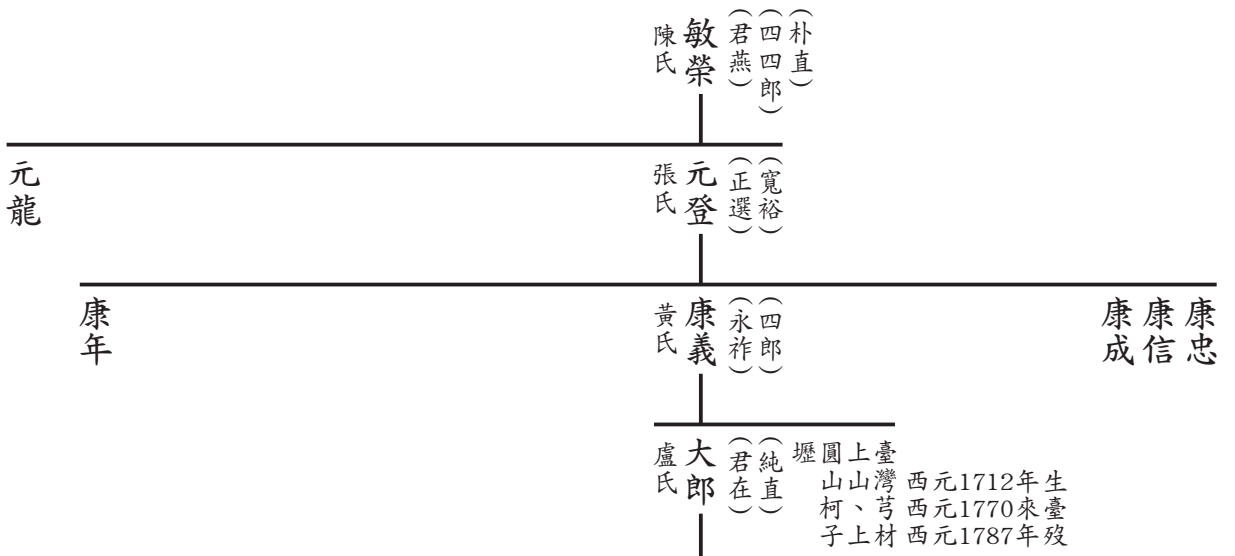 (朴直)
(四四郎)
(君燕)
敏榮
陳氏
(寬裕)
(正選)
元登
張氏
元龍
康忠
康信
康成
(四郎)
(永祚)
康義
黃氏
康年
西元1712年生
西元1770來臺
西元1787年歿
臺灣芎材
上山、上
圓山柯子
壢
(純直)
(君在)
大郎
盧氏